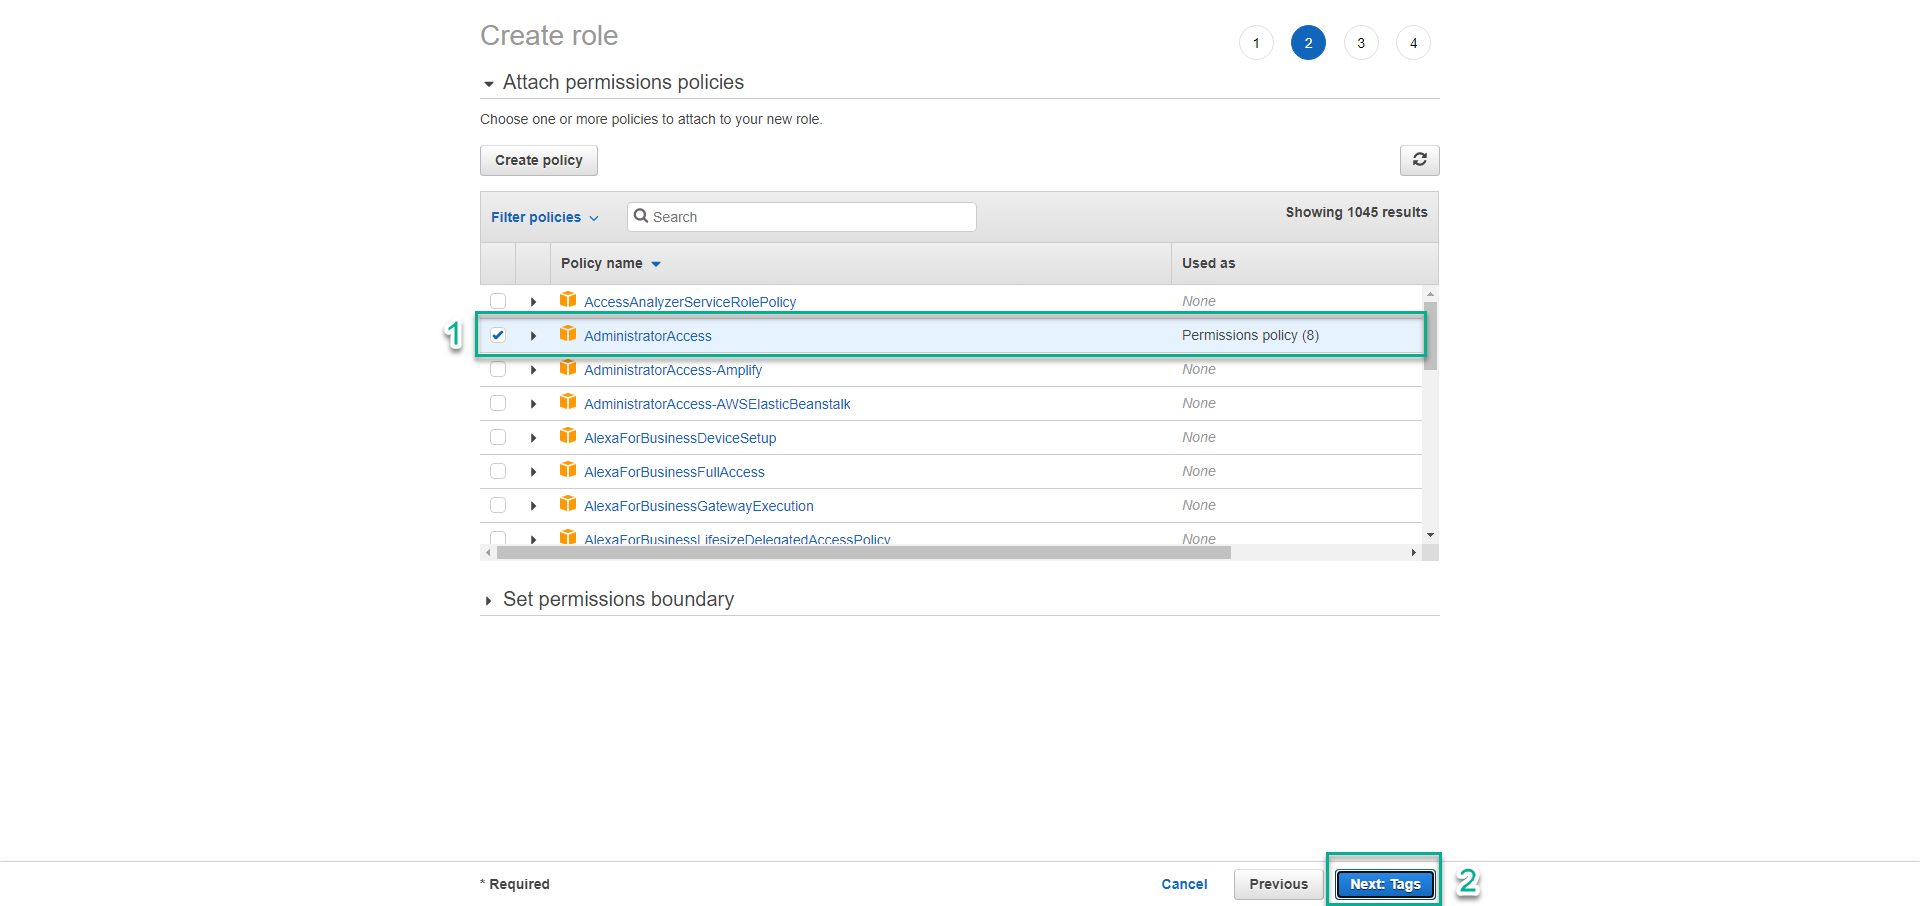 Create role
1 2 3 4
Attach permissions policies
Choose one or more policies to attach to your new role.
Create policy
Filter policies Search Showing 1045 results
Policy name Used as
AccessAnalyzerServiceRolePolicy None
1 AdministratorAccess Permissions policy (8)
AdministratorAccess-Amplify None
AdministratorAccess-AWSElasticBeanstalk None
AlexaForBusinessDeviceSetup None
AlexaForBusinessFullAccess None
AlexaForBusinessGatewayExecution None
AlexaForBusinessLifesizeDelegatedAccessPolicy None
Set permissions boundary
* Required Cancel Previous Next: Tags 2